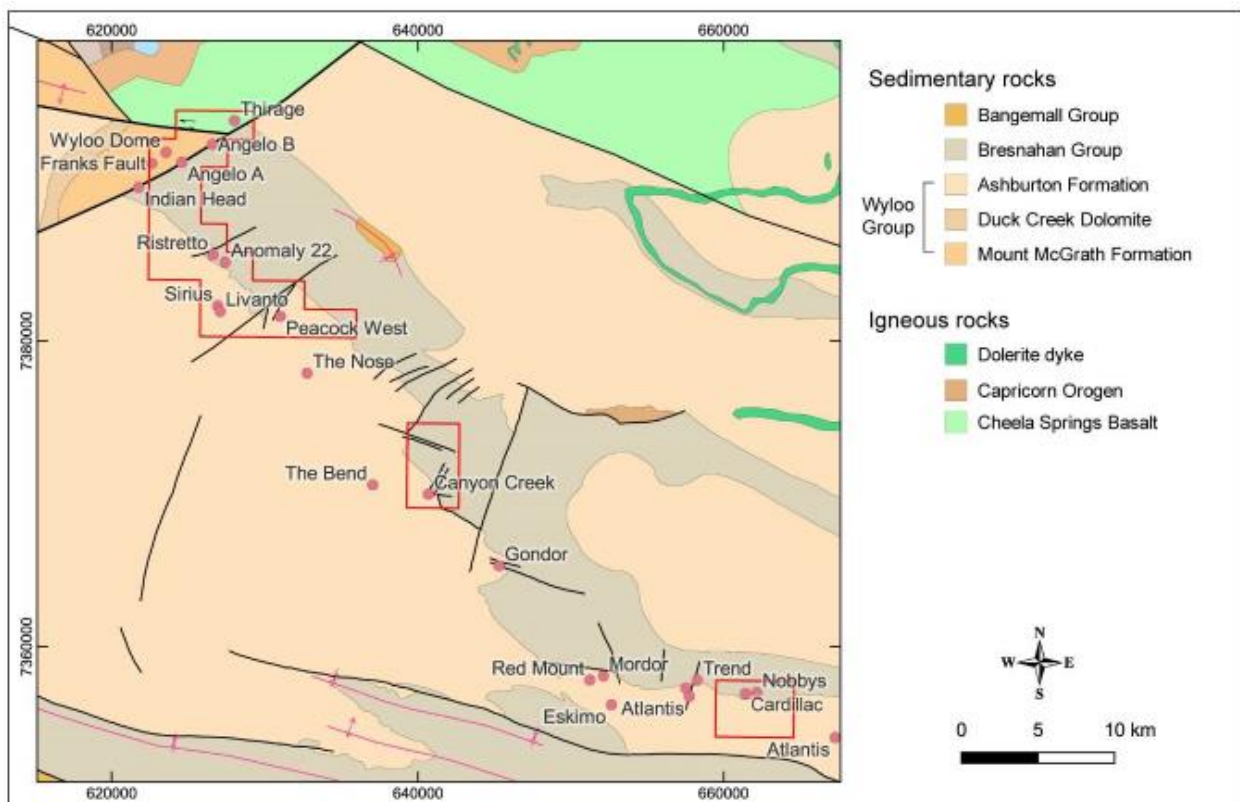 620000
640000
660000
Thirage
Wyloo Dome
Angelo B
Franks Fault
Angelo A
Indian Head
Ristretto
Anomaly 22
Sirius
Livanto
Peacock West
7380000
7380000
The Nose
The Bend
Canyon Creek
Gondor
7360000
7360000
Red Mount
Mordor
Trend
Nobbys
Eskimo
Atlantis
Cardillac
Atlantis
620000
640000
660000
Sedimentary rocks
Bangemall Group
Bresnahan Group
Wyloo
Group
Ashburton Formation
Duck Creek Dolomite
Mount McGrath Formation
Igneous rocks
Dolerite dyke
Capricorn Orogen
Cheela Springs Basalt
N
W E
S
0 5 10 km